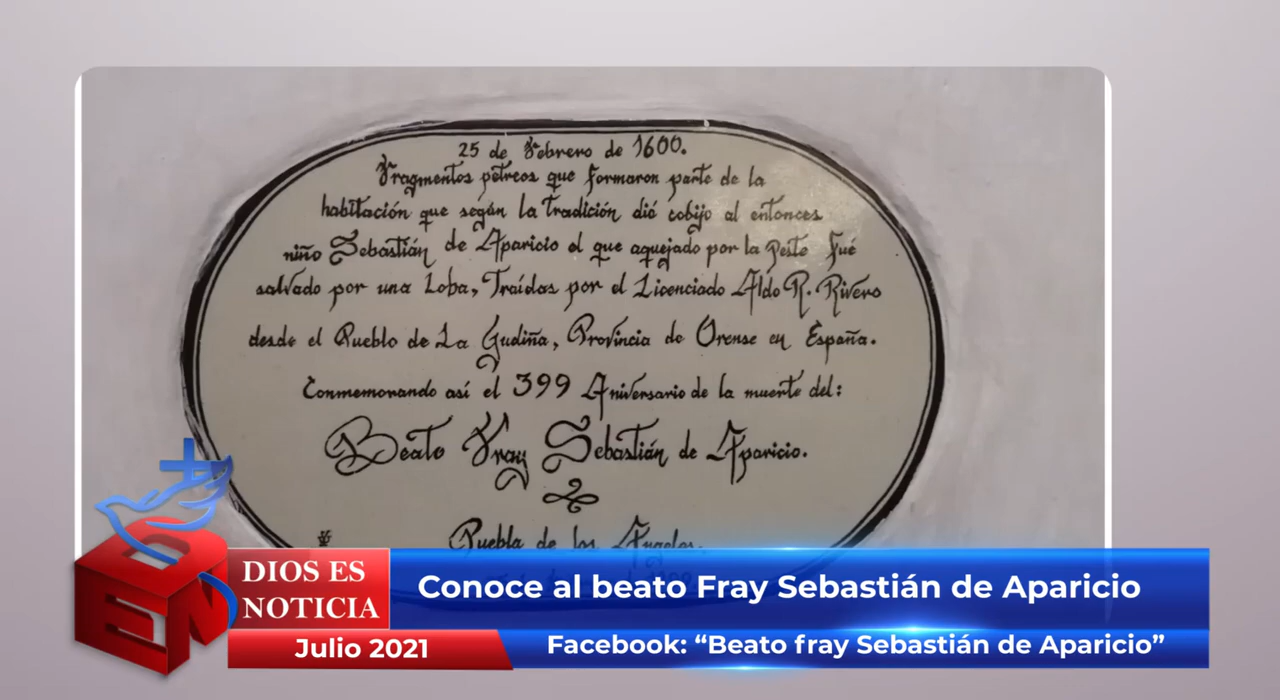 25 de Febrero de 1600.
Fragmentos pétreos que formaron parte de la
habitación que según la tradición dió cobijo al entonces
niño Sebastián de Aparicio el que aquejado por la peste fué
salvado por una Loba, Traídas por el Licenciado Aldo R. Rivero
desde el Pueblo de La Gudiña, Provincia de Orense en España.
Conmemorando así el 399 Aniversario de la muerte del:
Beato Fray Sebastián de Aparicio.
Puebla de los Angeles.
DEN
DIOS ES
NOTICIA
Conoce al beato Fray Sebastián de Aparicio
Julio 2021
Facebook: “Beato fray Sebastián de Aparicio”